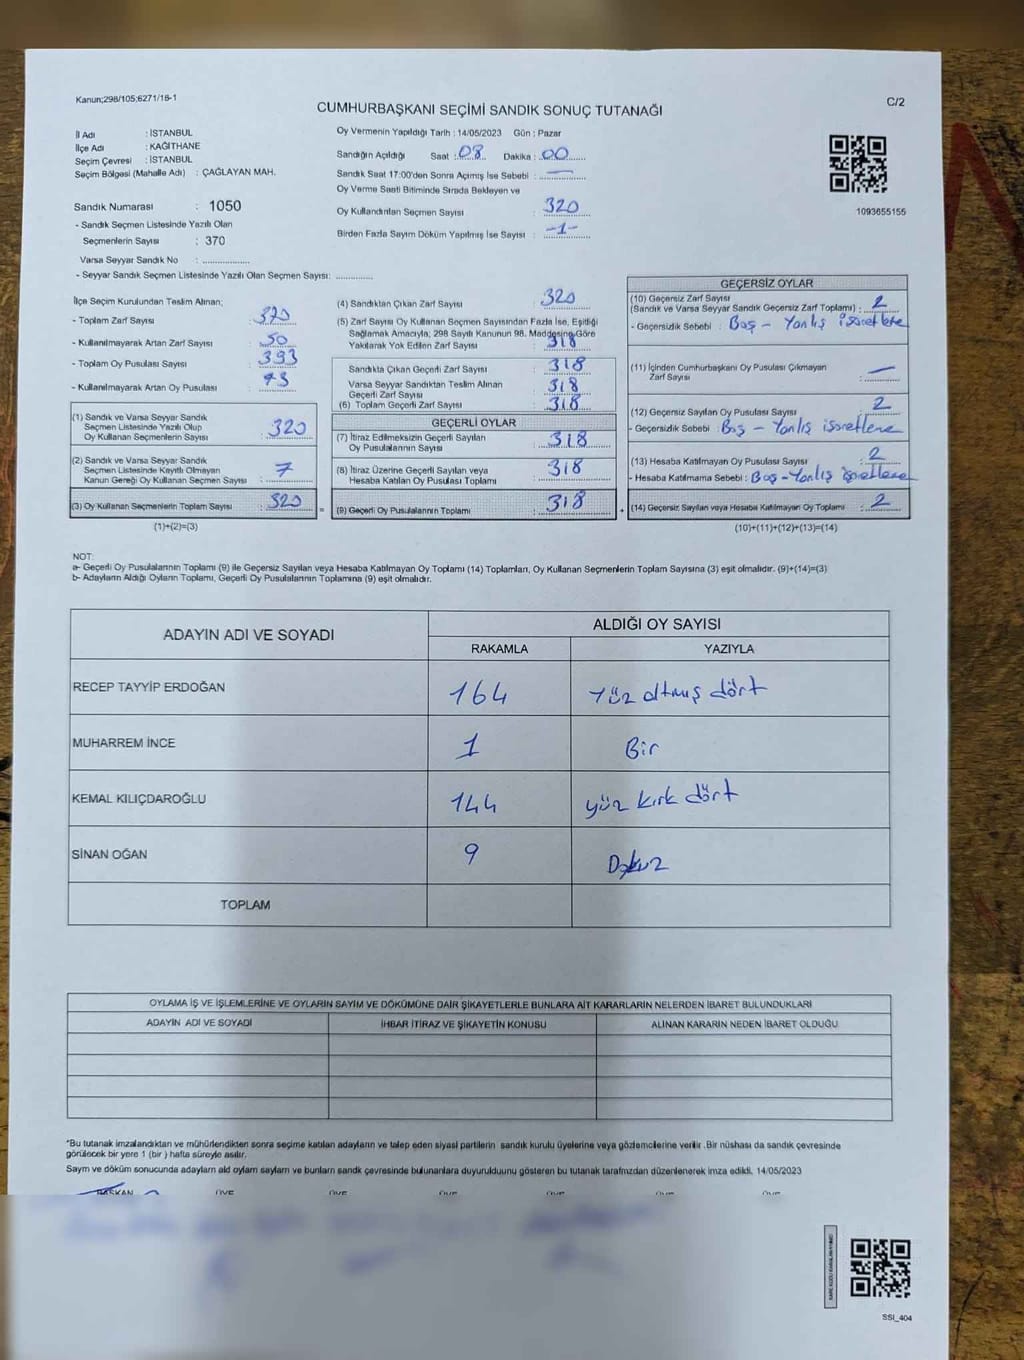 Kanun;298/105;6271/16-1
CUMHURBAŞKANI SEÇİMİ SANDIK SONUÇ TUTANAĞI
C/2
İl Adı : İSTANBUL
İlçe Adı : KAĞITHANE
Seçim Çevresi : İSTANBUL
Seçim Bölgesi (Mahalle Adı) : ÇAĞLAYAN MAH.
Sandık Numarası : 1050
- Sandık Seçmen Listesinde Yazılı Olan
Seçmenlerin Sayısı : 370
Varsa Seyyar Sandık No :
- Seyyar Sandık Seçmen Listesinde Yazılı Olan Seçmen Sayısı:
Oy Vermenin Yapıldığı Tarih : 14/05/2023 Gün : Pazar
Sandığın Açıldığı Saat : 08 Dakika : 00
Sandık Saat 17:00'den Sonra Açımış İse Sebebi : —
Oy Verme Saati Bitiminde Sırada Bekleyen ve
Oy Kullandırılan Seçmen Sayısı : 320
Birden Fazla Sayım Döküm Yapılmış İse Sayısı : -1-
1093655155
İlçe Seçim Kurulundan Teslim Alınan;
- Toplam Zarf Sayısı : 370
- Kullanılmayarak Artan Zarf Sayısı : 50
- Toplam Oy Pusulası Sayısı : 393
- Kullanılmayarak Artan Oy Pusulası : 73
(1) Sandık ve Varsa Seyyar Sandık
Seçmen Listesinde Yazılı Olup
Oy Kullanan Seçmenlerin Sayısı : 320
(2) Sandık ve Varsa Seyyar Sandık
Seçmen Listesinde Kayıtlı Olmayan
Kanun Gereği Oy Kullanan Seçmen Sayısı : 7
(3) Oy Kullanan Seçmenlerin Toplam Sayısı : 320
(1)+(2)=(3)
(4) Sandıktan Çıkan Zarf Sayısı : 320
(5) Zarf Sayısı Oy Kullanan Seçmen Sayısından Fazla İse, Eşitliği
Sağlamak Amacıyla; 298 Sayılı Kanunun 98. Maddesine Göre
Yakılarak Yok Edilen Zarf Sayısı : 318
Sandıkta Çıkan Geçerli Zarf Sayısı : 318
Varsa Seyyar Sandıktan Teslim Alınan
Geçerli Zarf Sayısı : 318
(6) Toplam Geçerli Zarf Sayısı : 318
GEÇERLİ OYLAR
(7) İtiraz Edilmeksizin Geçerli Sayılan
Oy Pusulası Sayısı : 318
(8) İtiraz Üzerine Geçerli Sayılan veya
Hesaba Katılan Oy Pusulası Toplamı : 318
(9) Geçerli Oy Pusulalarının Toplamı : 318
GEÇERSİZ OYLAR
(10) Geçersiz Zarf Sayısı
(Sandık ve Varsa Seyyar Sandık Geçersiz Zarf Toplamı) : 2
- Geçersizlik Sebebi : Boş - Yanlış işaretleme
(11) İçinden Cumhurbaşkanı Oy Pusulası Çıkmayan
Zarf Sayısı : —
(12) Geçersiz Sayılan Oy Pusulası Sayısı : 2
- Geçersizlik Sebebi : Boş - Yanlış işaretleme
(13) Hesaba Katılmayan Oy Pusulası Sayısı : 2
- Hesaba Katılmama Sebebi : Boş-Yanlış işaretleme
(14) Geçersiz Sayılan veya Hesaba Katılmayan Oy Toplamı : 2
(10)+(11)+(12)+(13)=(14)
NOT:
a- Geçerli Oy Pusulalarının Toplamı (9) ile Geçersiz Sayılan veya Hesaba Katılmayan Oy Toplamı (14) Toplamları, Oy Kullanan Seçmenlerin Toplam Sayısına (3) eşit olmalıdır. (9)+(14)=(3)
b- Adayların Aldığı Oyların Toplamı, Geçerli Oy Pusulalarının Toplamına (9) eşit olmalıdır.
ADAYIN ADI VE SOYADI ALDIĞI OY SAYISI
RAKAMLA YAZIYLA
RECEP TAYYİP ERDOĞAN 164 Yüz altmış dört
MUHARREM İNCE 1 Bir
KEMAL KILIÇDAROĞLU 144 yüz kırk dört
SİNAN OĞAN 9 Dokuz
TOPLAM
OYLAMA İŞ VE İŞLEMLERİNE VE OYLARIN SAYIM VE DÖKÜMÜNE DAİR ŞİKAYETLERLE BUNLARA AİT KARARLARIN NELERDEN İBARET BULUNDUKLARI
ADAYIN ADI VE SOYADI İHBAR İTİRAZ VE ŞİKAYETİN KONUSU ALINAN KARARIN NEDEN İBARET OLDUĞU
*Bu tutanak imzalandıktan ve mühürlendikten sonra seçime katılan adayların ve talep eden siyasi partilerin sandık kurulu üyelerine veya gözlemcilerine verilir .Bir nüshası da sandık çevresinde
görülecek bir yere 1 (bir ) hafta süreyle asılır.
Sayım ve döküm sonucunda adayların ald oyların sayların ve bunların sandık çevresinde bulunanlara duyurulduunu gösteren bu tutanak tarafımzdan düzenlenerek imza edildi. 14/05/2023
BAŞKAN ÜYE ÜYE ÜYE ÜYE ÜYE ÜYE
SSI_404